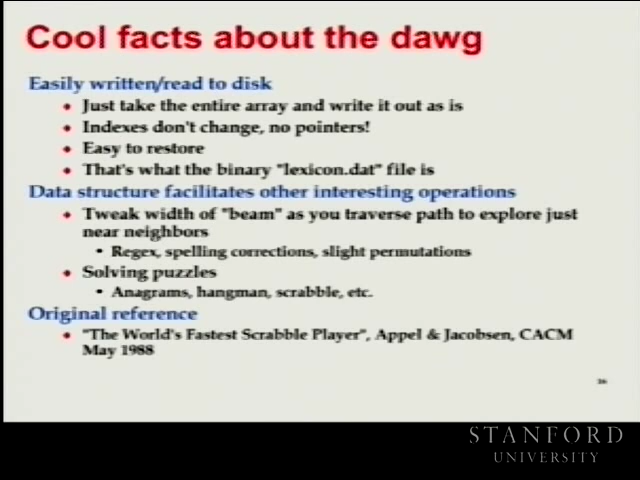 Cool facts about the dawg
Easily written/read to disk
Just take the entire array and write it out as is
Indexes don't change, no pointers!
Easy to restore
That's what the binary "lexicon.dat" file is
Data structure facilitates other interesting operations
Tweak width of "beam" as you traverse path to explore just
near neighbors
Regex, spelling corrections, slight permutations
Solving puzzles
Anagrams, hangman, scrabble, etc.
Original reference
"The World's Fastest Scrabble Player", Appel & Jacobsen, CACM
May 1988
STANFORD
UNIVERSITY